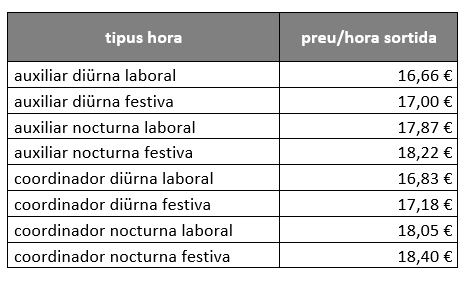 tipus hora preu/hora sortida
auxiliar diürna laboral 16,66 €
auxiliar diürna festiva 17,00 €
auxiliar nocturna laboral 17,87 €
auxiliar nocturna festiva 18,22 €
coordinador diürna laboral 16,83 €
coordinador diürna festiva 17,18 €
coordinador nocturna laboral 18,05 €
coordinador nocturna festiva 18,40 €